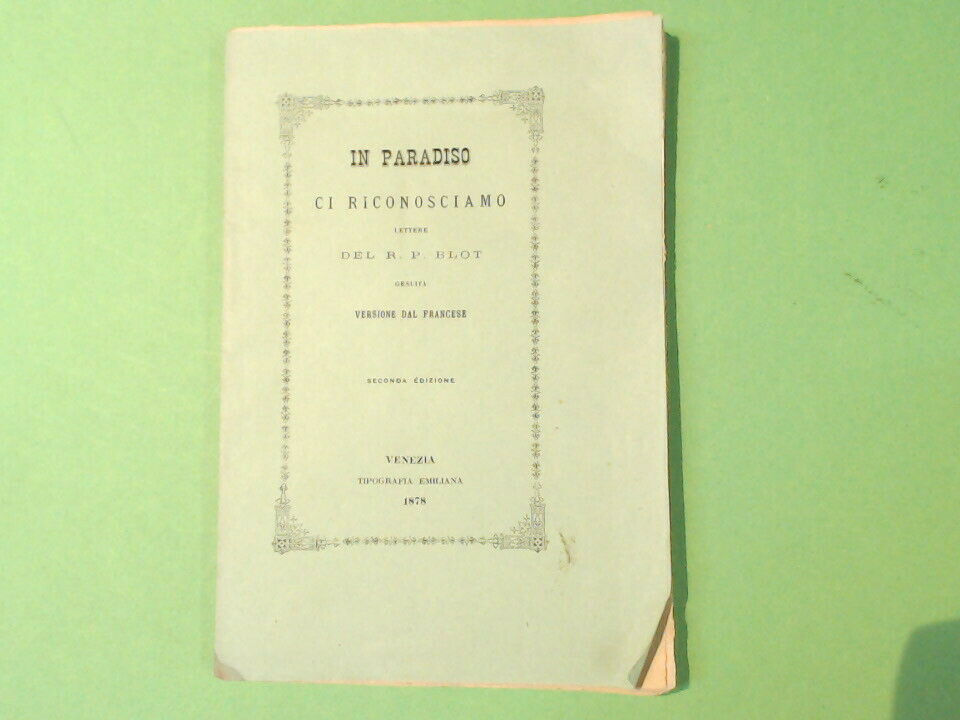 IN PARADISO
CI RICONOSCIAMO
LETTERE
DEL R. P. BLOT
GESUITA
VERSIONE DAL FRANCESE
SECONDA EDIZIONE
VENEZIA
TIPOGRAFIA EMILIANA
1878